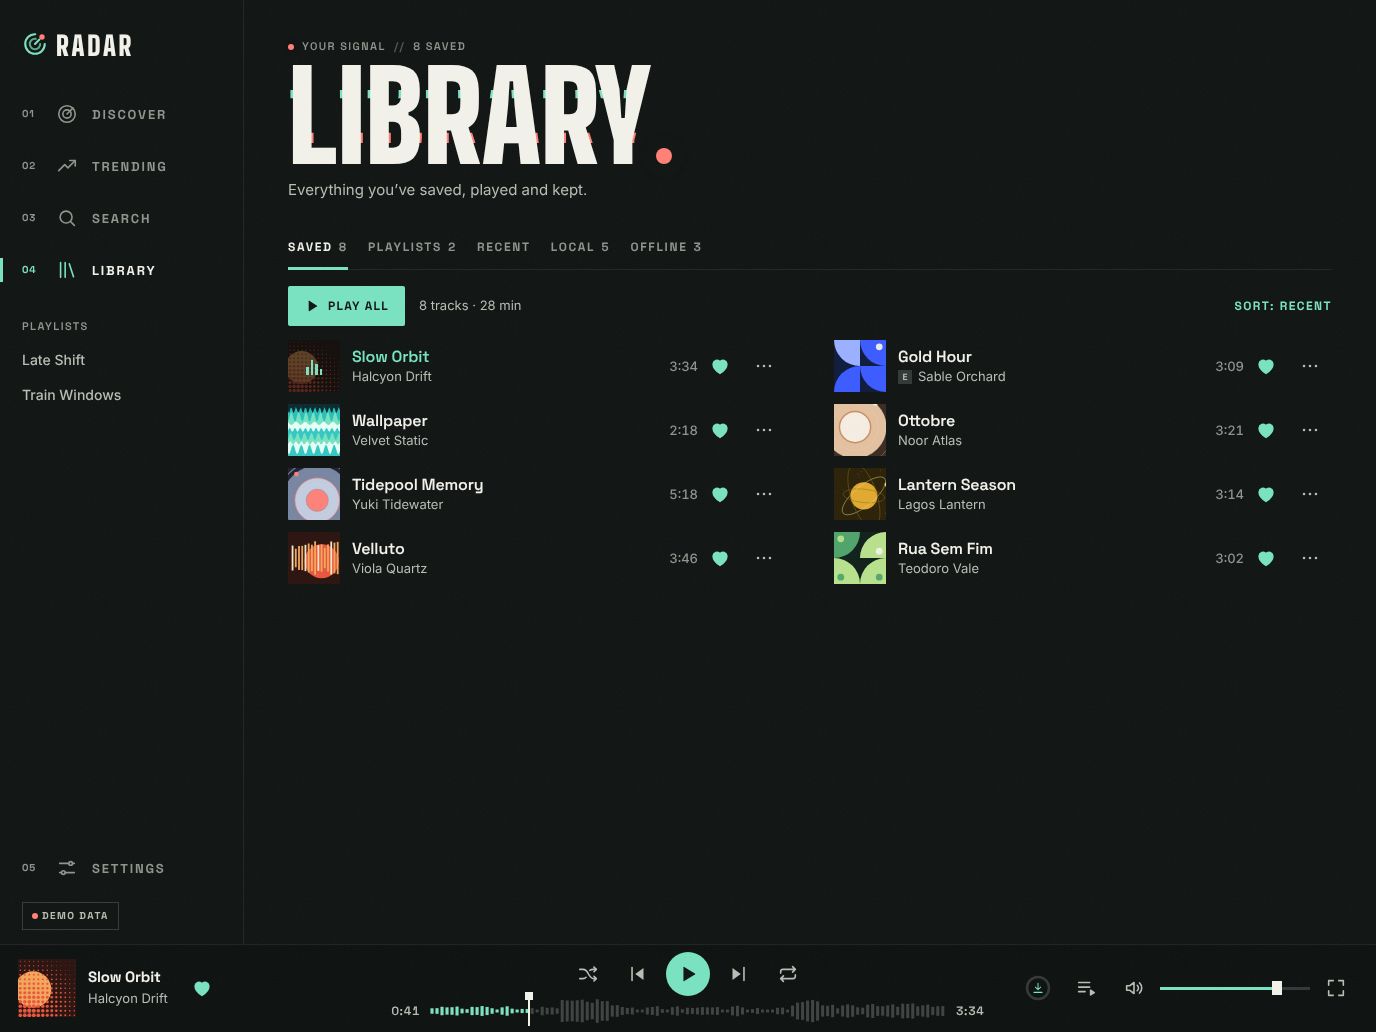 RADAR
01 DISCOVER
02 TRENDING
03 SEARCH
04 LIBRARY
PLAYLISTS
Late Shift
Train Windows
05 SETTINGS
DEMO DATA
YOUR SIGNAL // 8 SAVED
LIBRARY.
Everything you've saved, played and kept.
SAVED 8 PLAYLISTS 2 RECENT LOCAL 5 OFFLINE 3
PLAY ALL 8 tracks · 28 min SORT: RECENT
Slow Orbit
Halcyon Drift
3:34
Gold Hour
E Sable Orchard
3:09
Wallpaper
Velvet Static
2:18
Ottobre
Noor Atlas
3:21
Tidepool Memory
Yuki Tidewater
5:18
Lantern Season
Lagos Lantern
3:14
Velluto
Viola Quartz
3:46
Rua Sem Fim
Teodoro Vale
3:02
Slow Orbit
Halcyon Drift
0:41 3:34